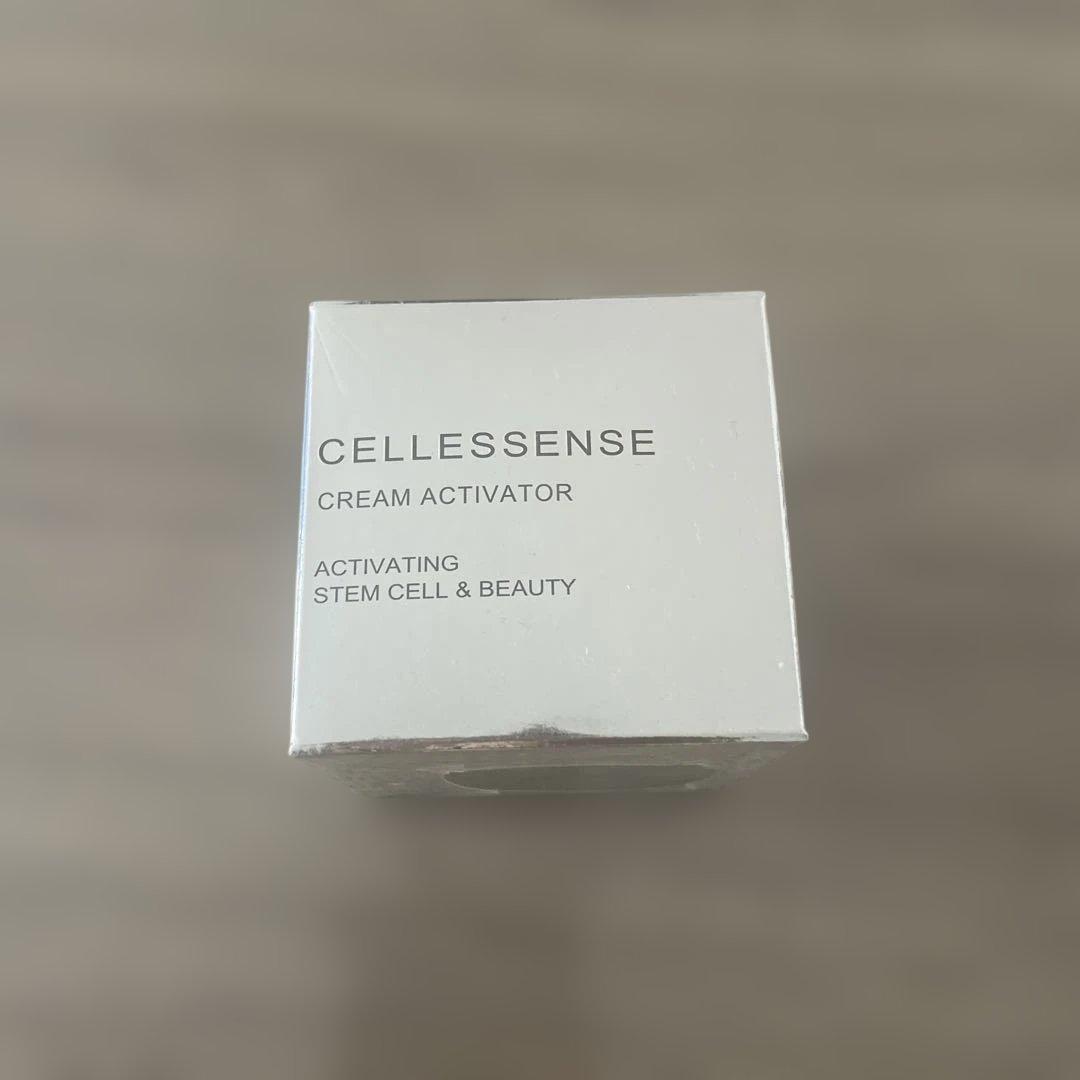 CELLESSENSE
CREAM ACTIVATOR
ACTIVATING
STEM CELL & BEAUTY